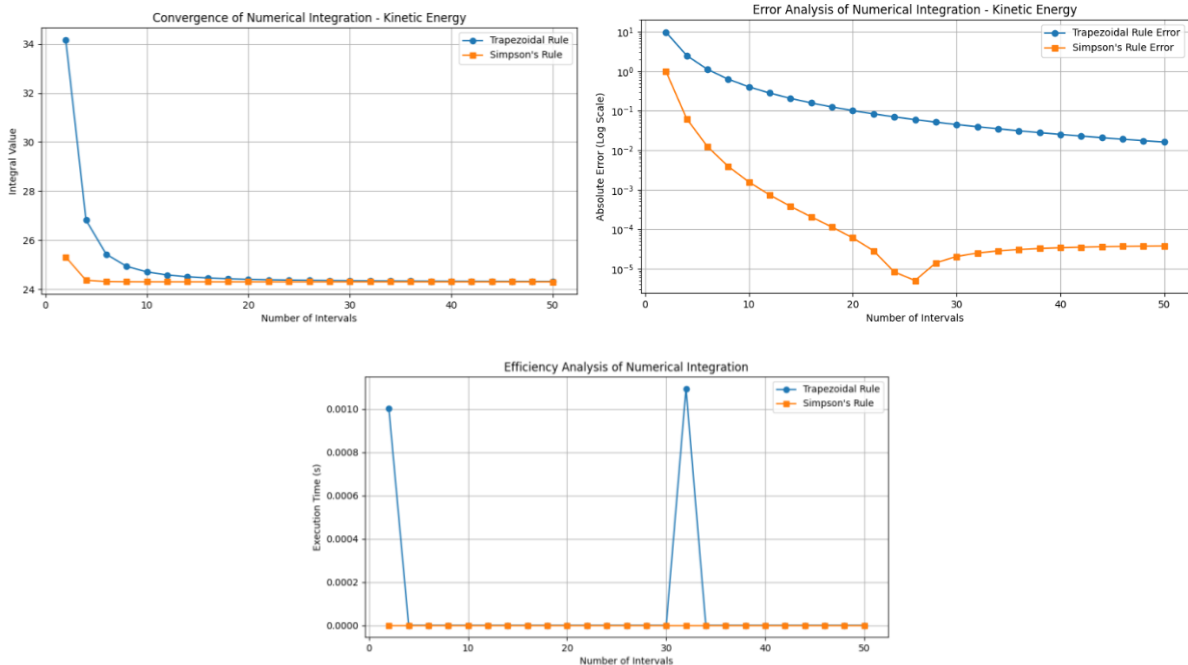 Convergence of Numerical Integration - Kinetic Energy
34
32
30
28
26
24
Integral Value
Trapezoidal Rule
Simpson's Rule
0 10 20 30 40 50
Number of Intervals
Error Analysis of Numerical Integration - Kinetic Energy
10¹
10⁰
10⁻¹
10⁻²
10⁻³
10⁻⁴
10⁻⁵
Absolute Error (Log Scale)
Trapezoidal Rule Error
Simpson's Rule Error
0 10 20 30 40 50
Number of Intervals
Efficiency Analysis of Numerical Integration
0.0010
0.0008
0.0006
0.0004
0.0002
0.0000
Execution Time (s)
Trapezoidal Rule
Simpson's Rule
0 10 20 30 40 50
Number of Intervals